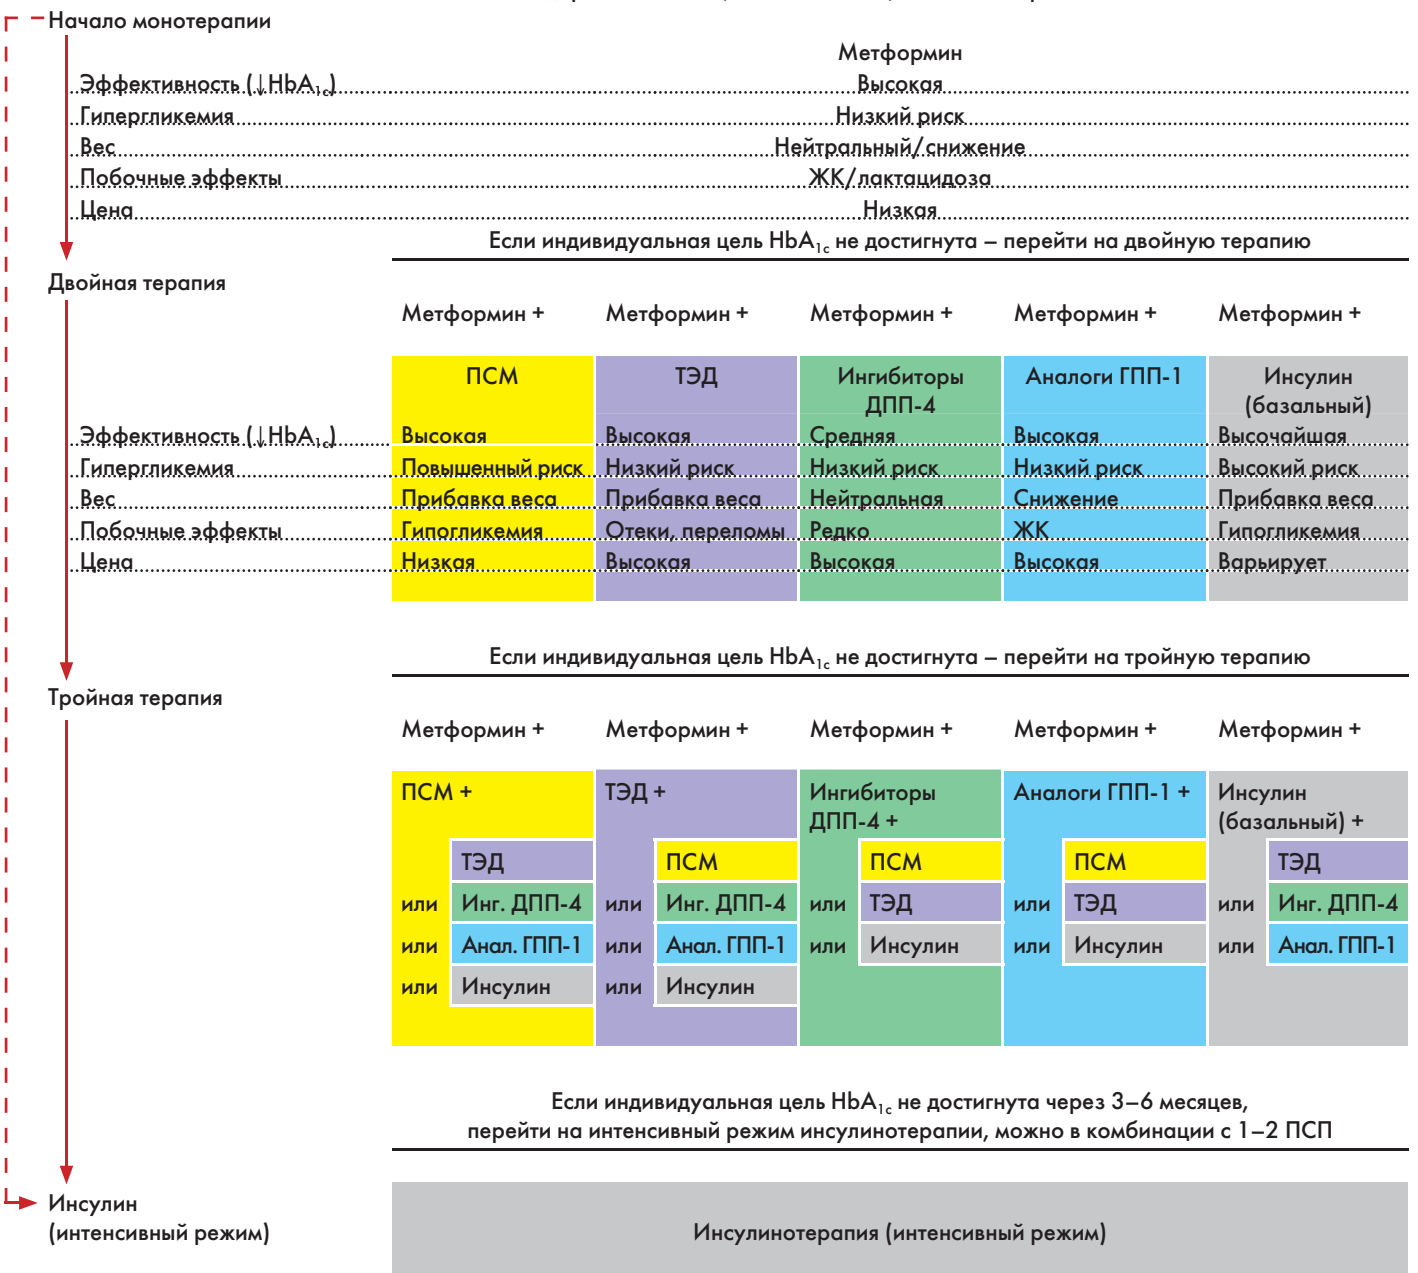 Начало монотерапии
Метформин
Эффективность (↓HbA1c) Высокая
Гипергликемия Низкий риск
Вес Нейтральный/снижение
Побочные эффекты ЖК/лактацидоза
Цена Низкая
Если индивидуальная цель HbA1c не достигнута – перейти на двойную терапию
Двойная терапия
Метформин + Метформин + Метформин + Метформин + Метформин +
ПСМ ТЭД Ингибиторы Аналоги ГПП-1 Инсулин
ДПП-4 (базальный)
Эффективность (↓HbA1c) Высокая Высокая Средняя Высокая Высочайшая
Гипергликемия Повышенный риск Низкий риск Низкий риск Низкий риск Высокий риск
Вес Прибавка веса Прибавка веса Нейтральная Снижение Прибавка веса
Побочные эффекты Гипогликемия Отеки, переломы Редко ЖК Гипогликемия
Цена Низкая Высокая Высокая Высокая Варьирует
Если индивидуальная цель HbA1c не достигнута – перейти на тройную терапию
Тройная терапия
Метформин + Метформин + Метформин + Метформин + Метформин +
ПСМ + ТЭД + Ингибиторы Аналоги ГПП-1 + Инсулин
ДПП-4 + (базальный) +
ТЭД ПСМ ПСМ ПСМ ТЭД
или Инг. ДПП-4 или Инг. ДПП-4 или ТЭД или ТЭД или Инг. ДПП-4
или Анал. ГПП-1 или Анал. ГПП-1 или Инсулин или Инсулин или Анал. ГПП-1
или Инсулин или Инсулин
Если индивидуальная цель HbA1c не достигнута через 3–6 месяцев,
перейти на интенсивный режим инсулинотерапии, можно в комбинации с 1–2 ПСП
Инсулин
(интенсивный режим) Инсулинотерапия (интенсивный режим)